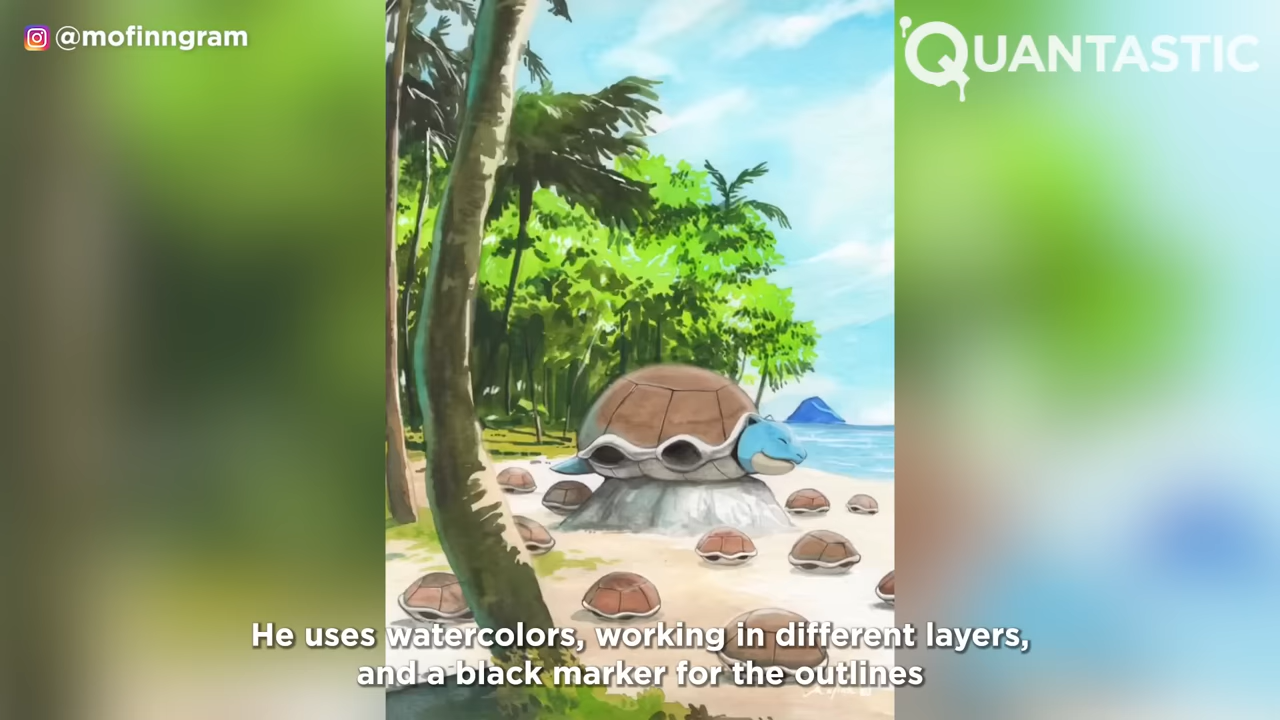 @mofinngram
QUANTASTIC
He uses watercolors, working in different layers,
and a black marker for the outlines